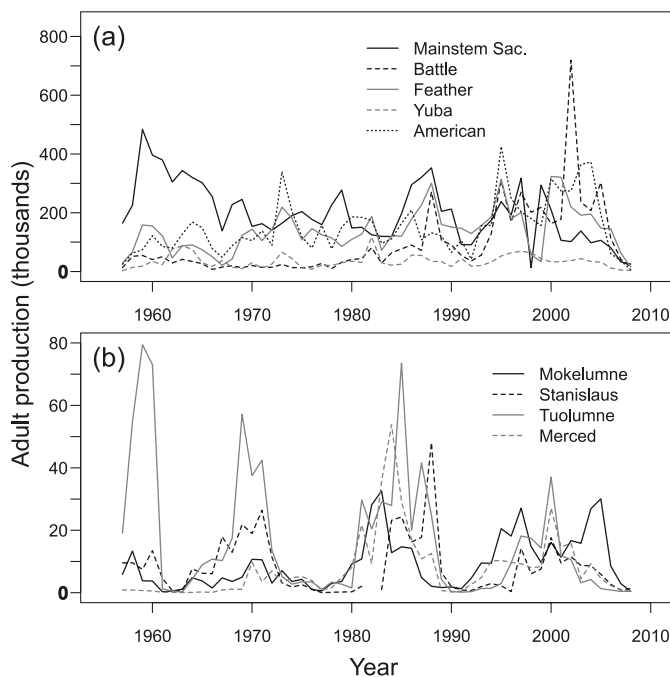 (a)
Mainstem Sac.
Battle
Feather
Yuba
American
800
600
400
200
0
1960 1970 1980 1990 2000 2010
Adult production (thousands)
(b)
Mokelumne
Stanislaus
Tuolumne
Merced
80
60
40
20
0
1960 1970 1980 1990 2000 2010
Year